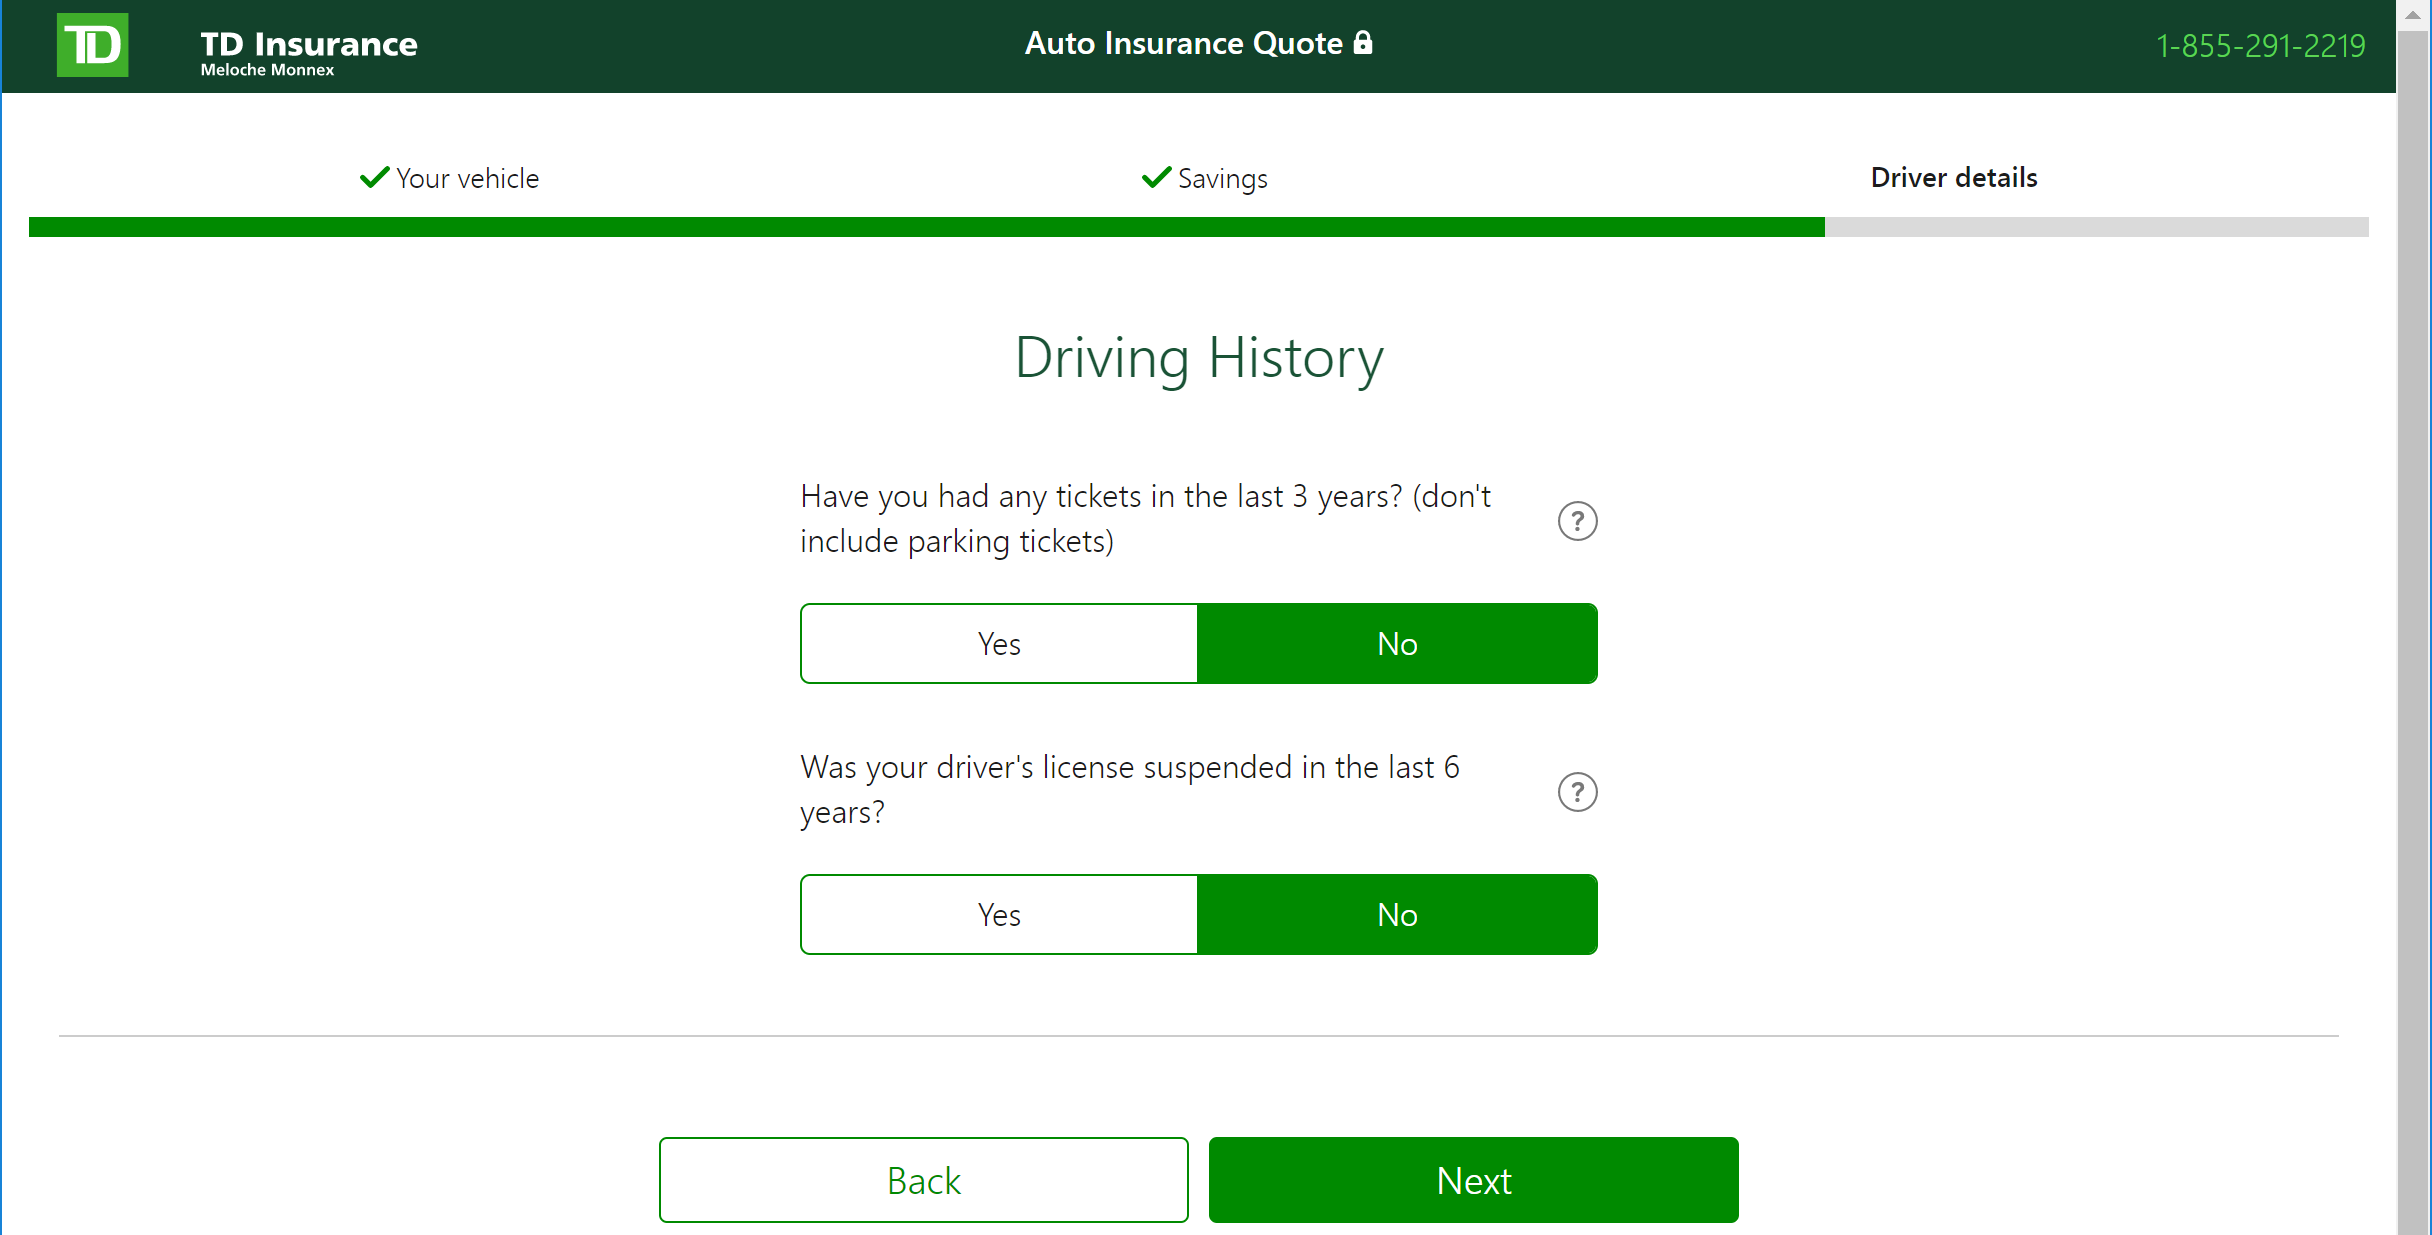 TD
TD Insurance
Meloche Monnex
Auto Insurance Quote
1-855-291-2219
Your vehicle
Savings
Driver details
Driving History
Have you had any tickets in the last 3 years? (don't
include parking tickets)
?
Yes
No
Was your driver's license suspended in the last 6
years?
?
Yes
No
Back
Next